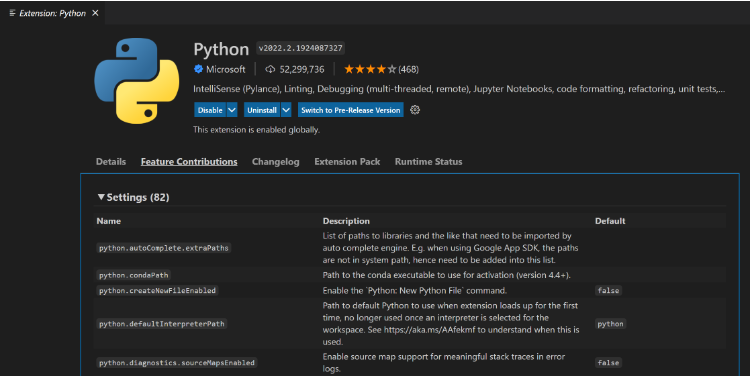 Extension: Python
Python v2022.2.1924087327
Microsoft 52,299,736 (468)
IntelliSense (Pylance), Linting, Debugging (multi-threaded, remote), Jupyter Notebooks, code formatting, refactoring, unit tests,...
Disable Uninstall Switch to Pre-Release Version
This extension is enabled globally.
Details Feature Contributions Changelog Extension Pack Runtime Status
Settings (82)
Name Description Default
List of paths to libraries and the like that need to be imported by
python.autoComplete.extraPaths auto complete engine. E.g. when using Google App SDK, the paths
are not in system path, hence need to be added into this list.
python.condaPath Path to the conda executable to use for activation (version 4.4+).
python.createNewFileEnabled Enable the `Python: New Python File` command. false
Path to default Python to use when extension loads up for the first
python.defaultInterpreterPath time, no longer used once an interpreter is selected for the python
workspace. See https://aka.ms/AAfekmf to understand when this is
used.
python.diagnostics.sourceMapsEnabled Enable source map support for meaningful stack traces in error false
logs.